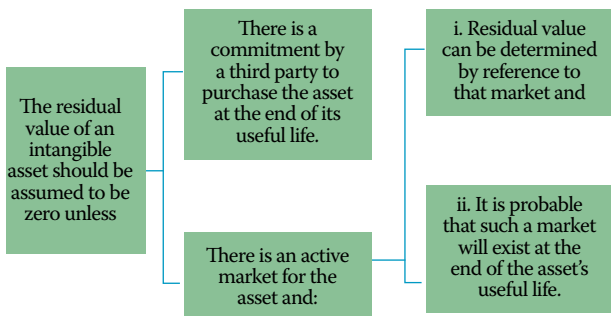 The residual
value of an
intangible
asset should be
assumed to be
zero unless
There is a
commitment by
a third party to
purchase the asset
at the end of its
useful life.
There is an active
market for the
asset and:
i. Residual value
can be determined
by reference to
that market and
ii. It is probable
that such a market
will exist at the
end of the asset's
useful life.